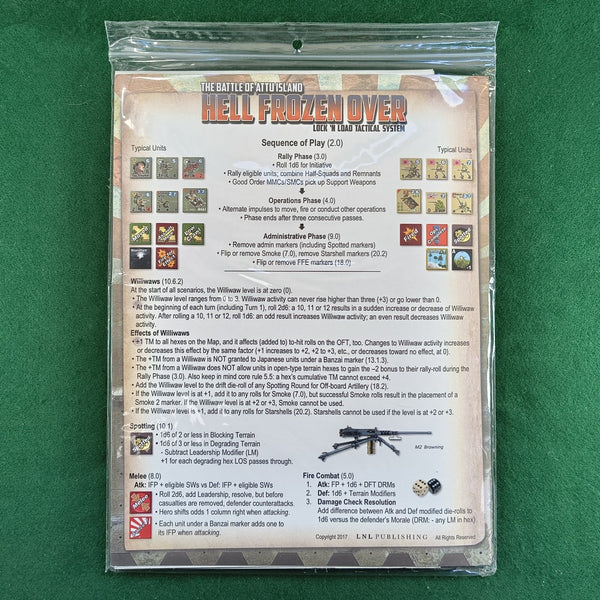 THE BATTLE OF ATTU ISLAND
HELL FROZEN OVER
LOCK 'N LOAD TACTICAL SYSTEM
Sequence of Play (2.0)
Typical Units
Typical Units
Rally Phase (3.0)
• Roll 1d6 for Initiative
• Rally eligible units; combine Half-Squads and Remnants
• Good Order MMCs/SMCs pick up Support Weapons
Operations Phase (4.0)
• Alternate impulses to move, fire or conduct other operations
• Phase ends after three consecutive passes.
Administrative Phase (9.0)
• Remove admin markers (including Spotted markers)
• Flip or remove Smoke (7.0), remove Starshell markers (20.2)
• Flip or remove FFE markers (18.0)
Williwaws (10.6.2)
At the start of all scenarios, the Williwaw level is at zero (0).
• The Williwaw level ranges from 0 to 3. Williwaw activity can never rise higher than three (+3) or go lower than 0.
• At the beginning of each turn (including Turn 1), roll 2d6: a 10, 11 or 12 results in a sudden increase or decrease of Williwaw
activity. After rolling a 10, 11 or 12, roll 1d6: an odd result increases Williwaw activity; an even result decreases Williwaw
activity.
Effects of Williwaws
• +1 TM to all hexes on the Map, and it affects (added to) to-hit rolls on the OFT, too. Changes to Williwaw activity increases
or decreases this effect by the same factor (+1 increases to +2, +2 to +3, etc., or decreases toward no effect, at 0).
• The +TM from a Williwaw is NOT granted to Japanese units under a Banzai marker (13.1.3).
• The +TM from a Williwaw does NOT allow units in open-type terrain hexes to gain the –2 bonus to their rally-roll during the
Rally Phase (3.0). Also keep in mind core rule 5.5: a hex's cumulative TM cannot exceed +4.
• Add the Williwaw level to the drift die-roll of any Spotting Round for Off-board Artillery (18.2).
• If the Williwaw level is at +1, add it to any rolls for Smoke (7.0), but successful Smoke rolls result in the placement of a
Smoke 2 marker. If the Williwaw level is at +2 or +3, Smoke cannot be used.
• If the Williwaw level is +1, add it to any rolls for Starshells (20.2). Starshells cannot be used if the level is at +2 or +3.
Spotting (10.1)
• 1d6 of 2 or less in Blocking Terrain
• 1d6 of 3 or less in Degrading Terrain
- Subtract Leadership Modifier (LM)
+1 for each degrading hex LOS passes through.
M2 Browning
Melee (8.0)
Atk: IFP + eligible SWs vs Def: IFP + eligible SWs
• Roll 2d6, add Leadership, resolve, but before
casualties are removed, defender counterattacks.
• Hero shifts odds 1 column right when attacking.
• Each unit under a Banzai marker adds one
to its IFP when attacking.
Melee
Fire Combat (5.0)
1. Atk: FP + 1d6 + DFT DRMs
2. Def: 1d6 + Terrain Modifiers
3. Damage Check Resolution
Add difference between Atk and Def modified die-rolls to
1d6 versus the defender's Morale (DRM: - any LM in hex)
Copyright 2017
LNL PUBLISHING
All Rights Reserved